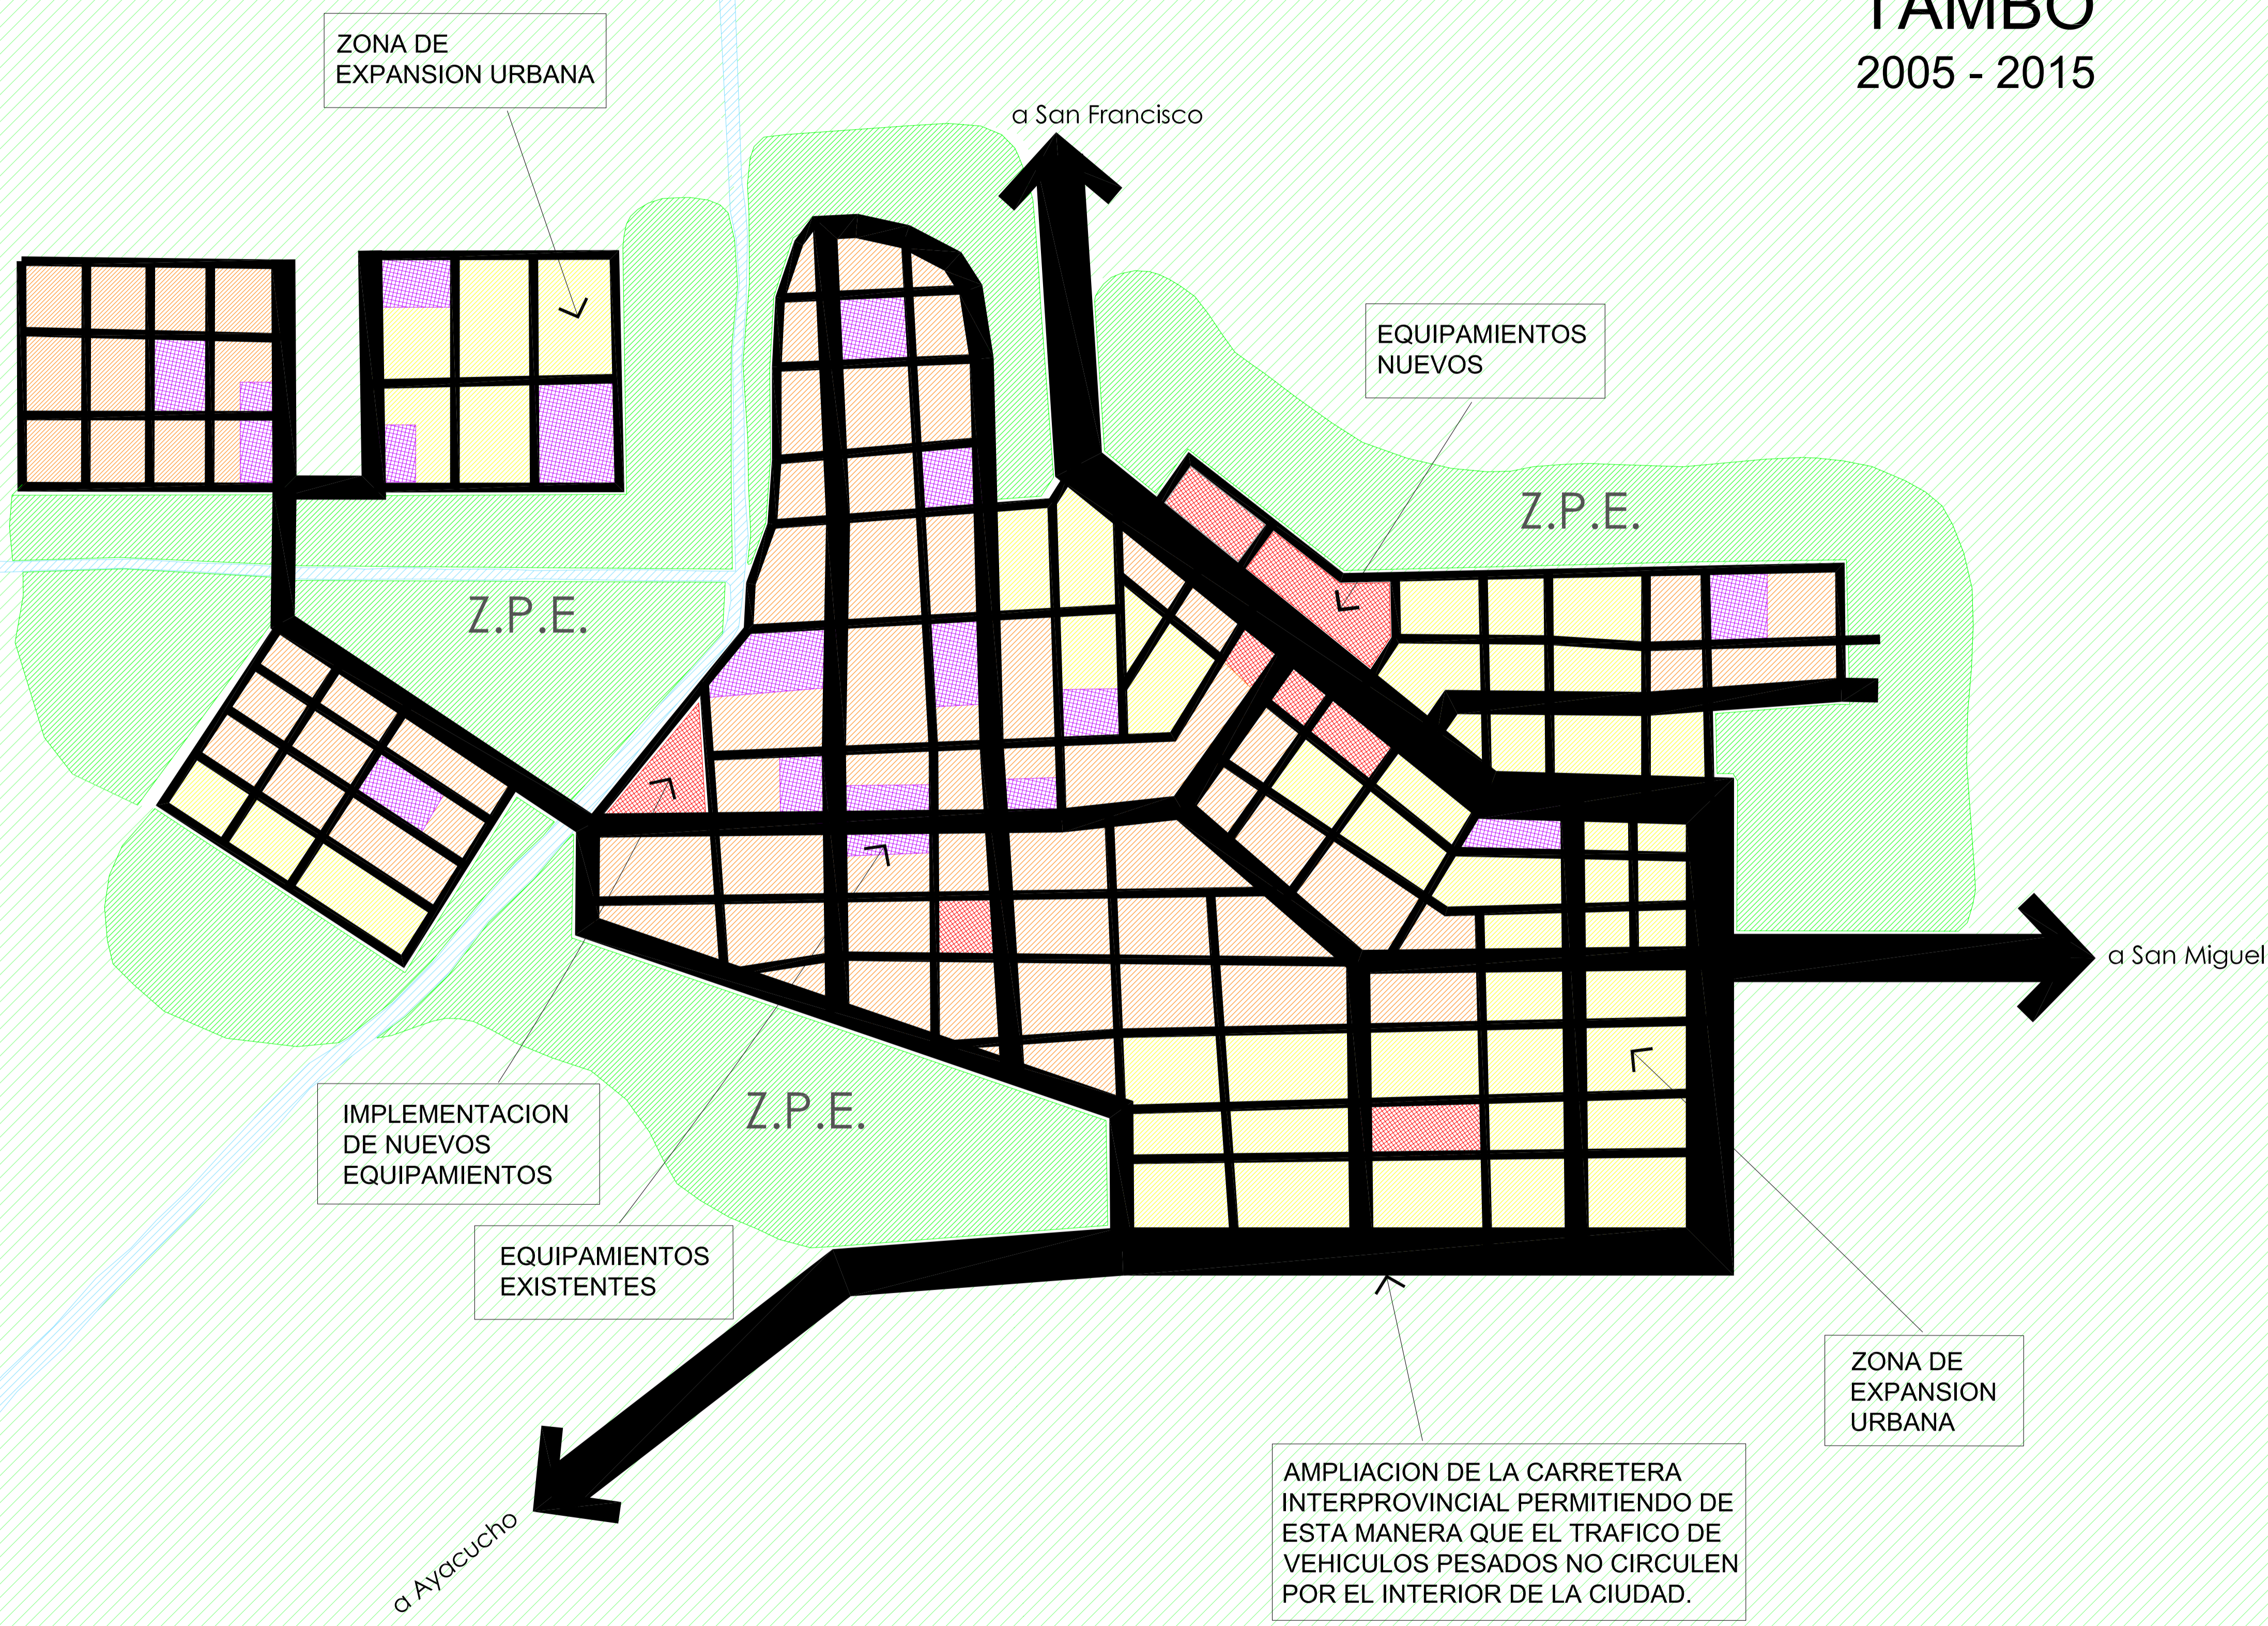 TAMBO
2005 - 2015
ZONA DE
EXPANSION URBANA
a San Francisco
EQUIPAMIENTOS
NUEVOS
Z.P.E.
Z.P.E.
a San Miguel
IMPLEMENTACION
DE NUEVOS
EQUIPAMIENTOS
Z.P.E.
EQUIPAMIENTOS
EXISTENTES
ZONA DE
EXPANSION
URBANA
AMPLIACION DE LA CARRETERA
INTERPROVINCIAL PERMITIENDO DE
ESTA MANERA QUE EL TRAFICO DE
VEHICULOS PESADOS NO CIRCULEN
POR EL INTERIOR DE LA CIUDAD.
a Ayacucho